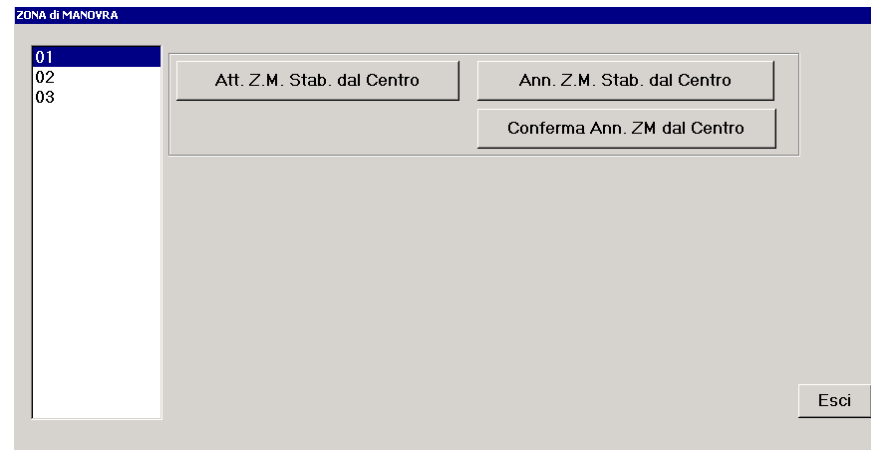 ZONA di MANOVRA
01
02
03
Att. Z.M. Stab. dal Centro
Ann. Z.M. Stab. dal Centro
Conferma Ann. ZM dal Centro
Esci